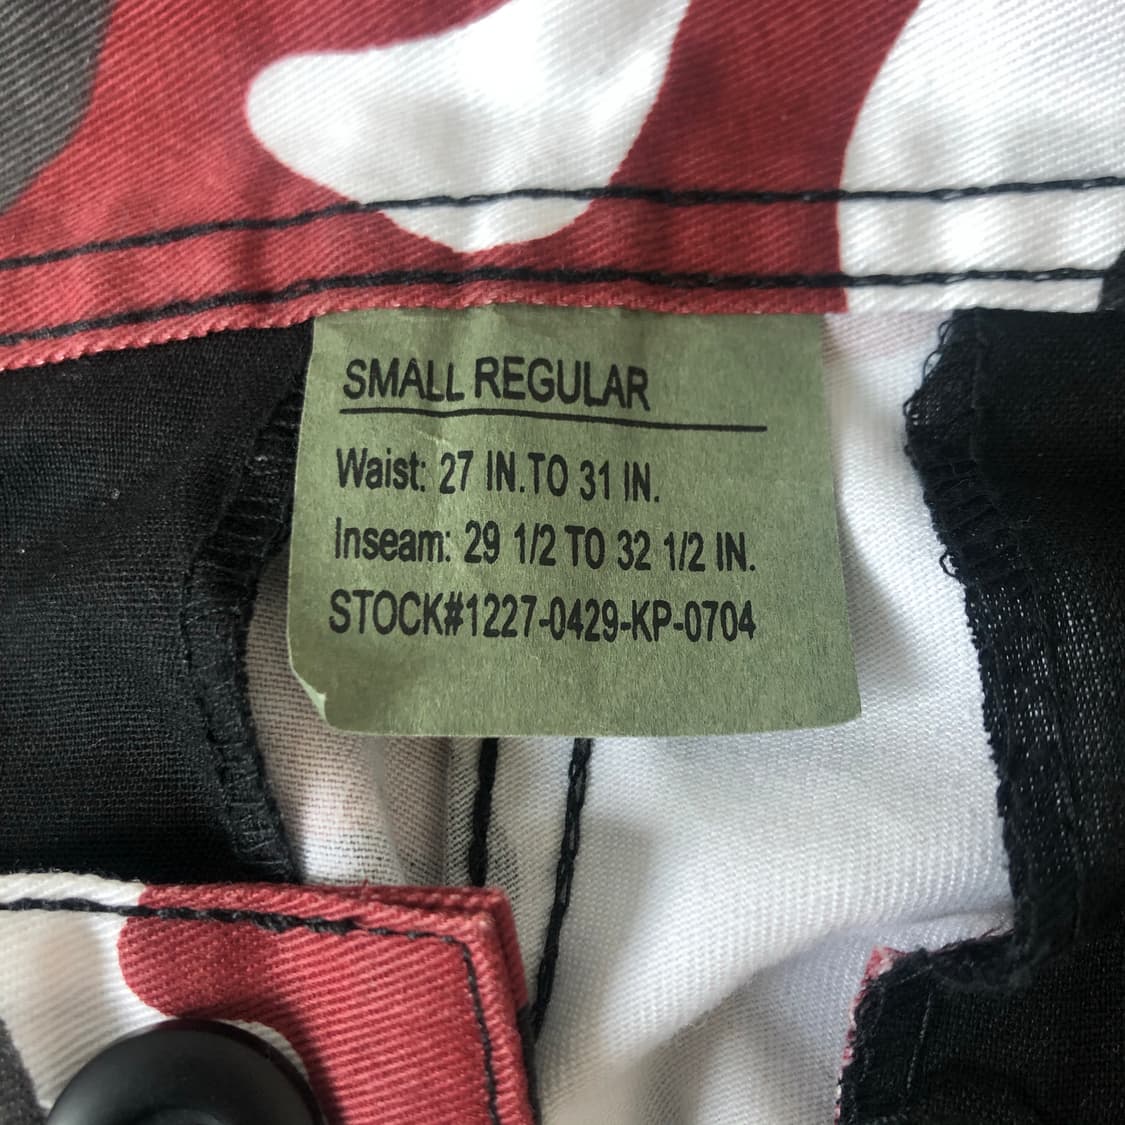 SMALL REGULAR
Waist: 27 IN.TO 31 IN.
Inseam: 29 1/2 TO 32 1/2 IN.
STOCK#1227-0429-KP-0704